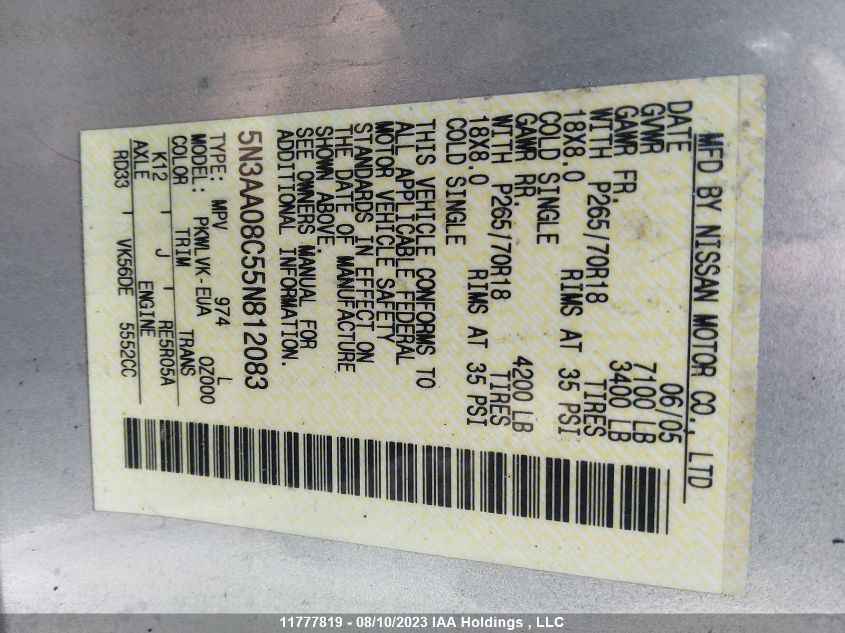 MFD BY NISSAN MOTOR CO., LTD
DATE 06/05
GVWR 7100 LB
GAWR FR. 3400 LB
WITH P265/70R18 TIRES
18X8.0 RIMS AT 35 PSI
COLD SINGLE
GAWR RR. 4200 LB
WITH P265/70R18 TIRES
18X8.0 RIMS AT 35 PSI
COLD SINGLE
THIS VEHICLE CONFORMS TO
ALL APPLICABLE FEDERAL
MOTOR VEHICLE SAFETY
STANDARDS IN EFFECT ON
THE DATE OF MANUFACTURE
SHOWN ABOVE.
SEE OWNERS MANUAL FOR
ADDITIONAL INFORMATION.
5N3AA08C55N812083
TYPE: MPV 974 L
MODEL: PKWLVK-EUA 0Z000
COLOR TRIM TRANS
K12 J RE5R05A
AXLE ENGINE
RD33 VK56DE 5552CC
11777819 - 08/10/2023 IAA Holdings , LLC